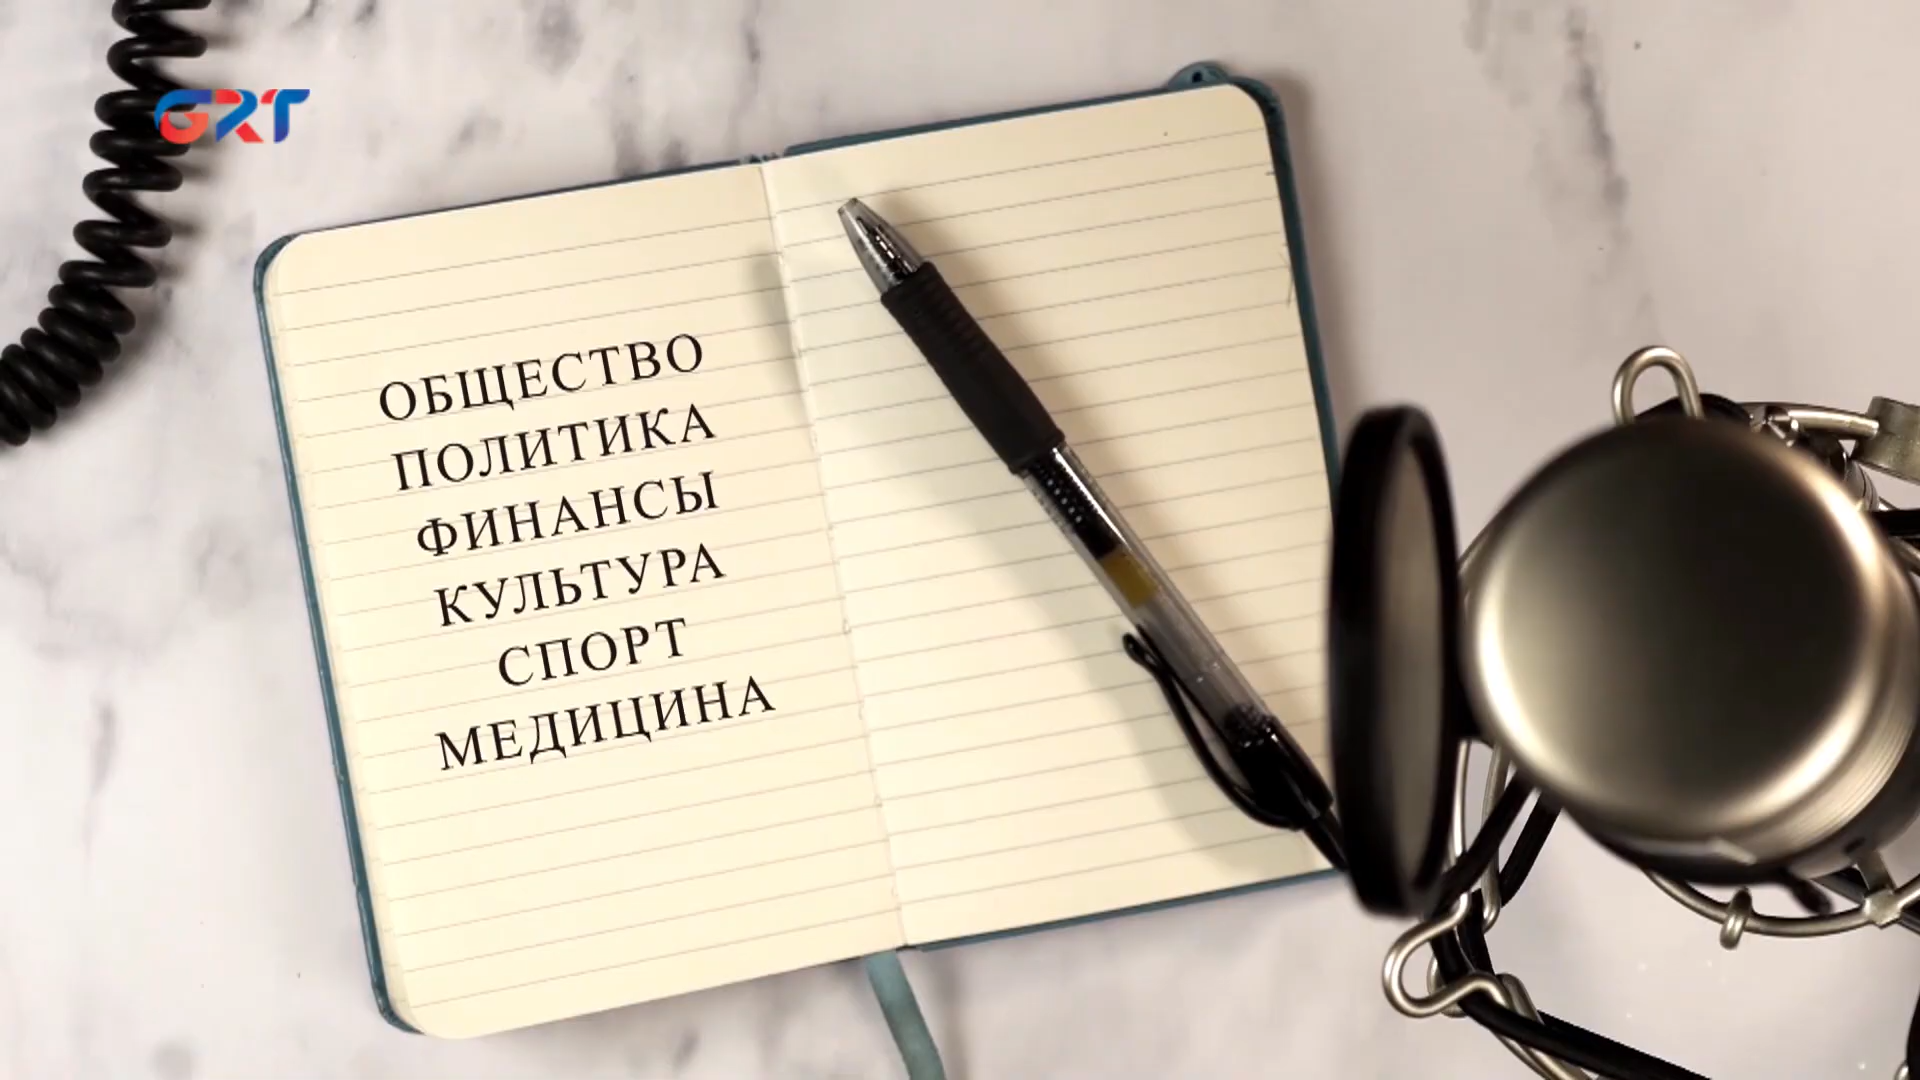 GRT
ОБЩЕСТВО
ПОЛИТИКА
ФИНАНСЫ
КУЛЬТУРА
СПОРТ
МЕДИЦИНА